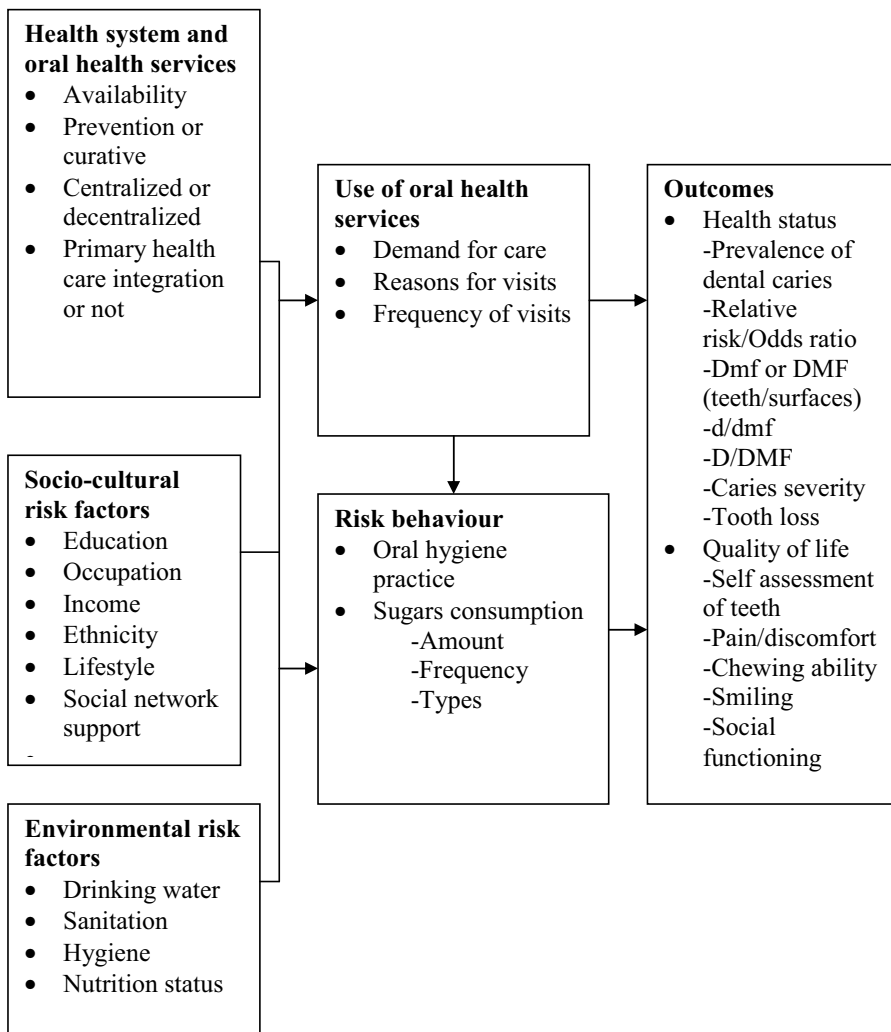 Health system and
oral health services
• Availability
• Prevention or
curative
• Centralized or
decentralized
• Primary health
care integration
or not
Socio-cultural
risk factors
• Education
• Occupation
• Income
• Ethnicity
• Lifestyle
• Social network
support
-
Environmental risk
factors
• Drinking water
• Sanitation
• Hygiene
• Nutrition status
Use of oral health
services
• Demand for care
• Reasons for visits
• Frequency of visits
Risk behaviour
• Oral hygiene
practice
• Sugars consumption
-Amount
-Frequency
-Types
Outcomes
• Health status
-Prevalence of
dental caries
-Relative
risk/Odds ratio
-Dmf or DMF
(teeth/surfaces)
-d/dmf
-D/DMF
-Caries severity
-Tooth loss
• Quality of life
-Self assessment
of teeth
-Pain/discomfort
-Chewing ability
-Smiling
-Social
functioning